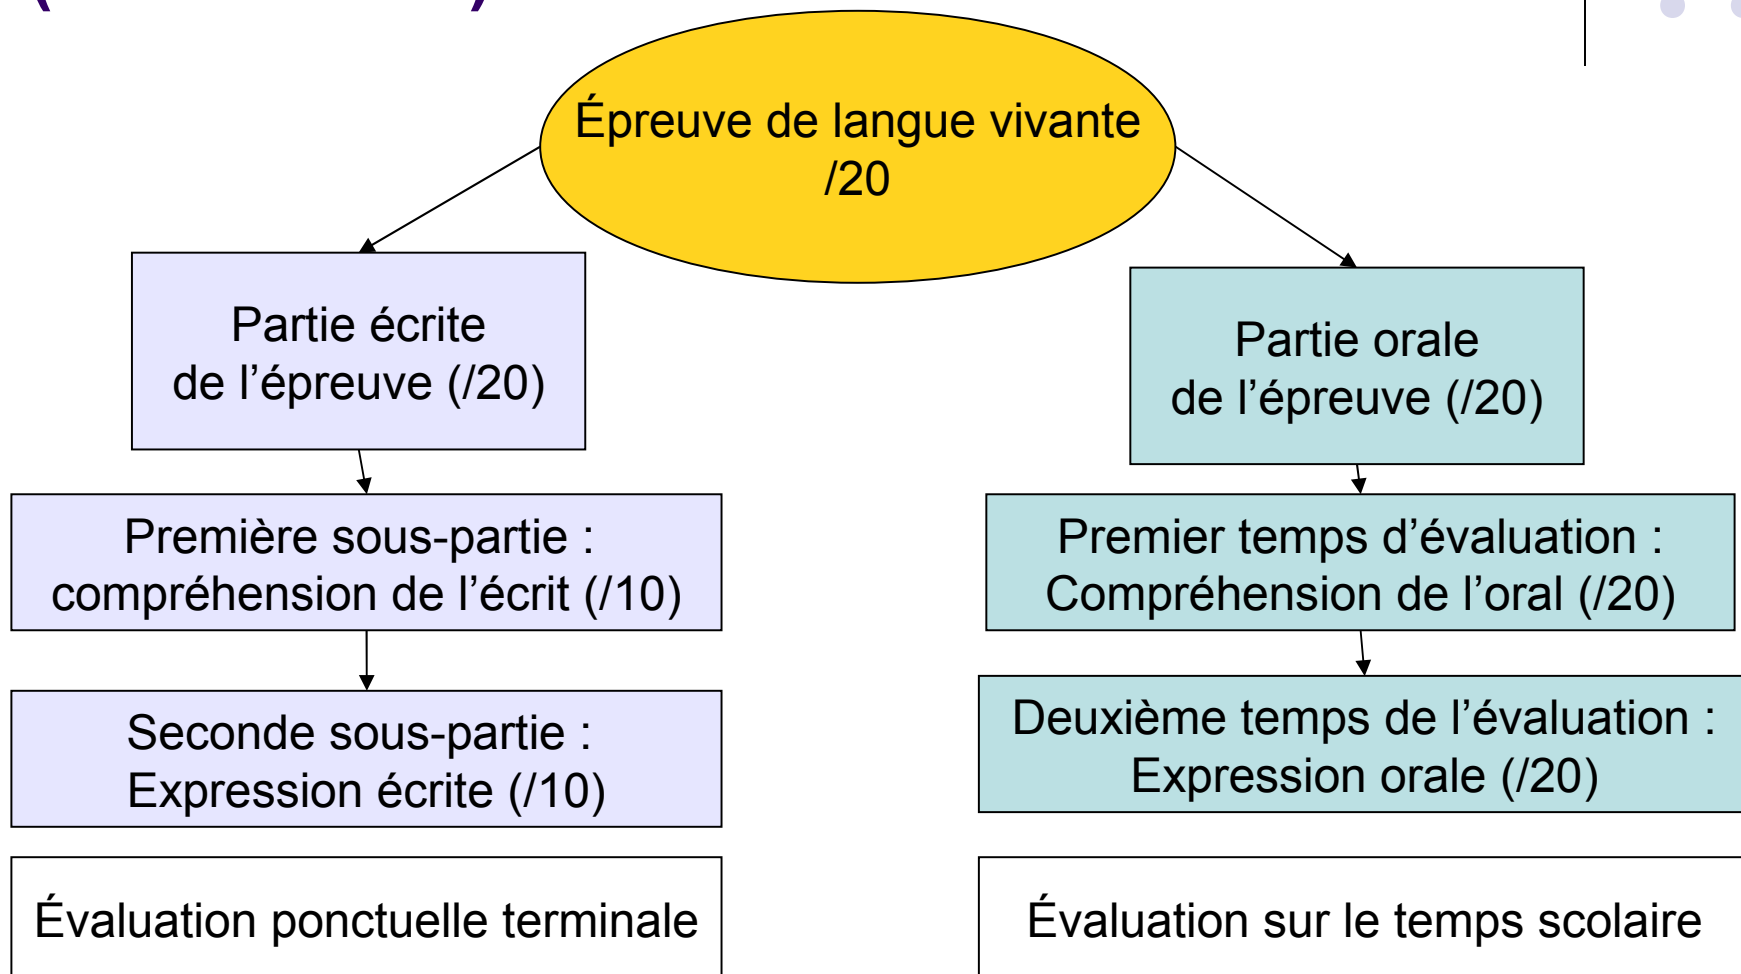 Épreuve de langue vivante
/20
Partie écrite
de l’épreuve (/20)
Partie orale
de l’épreuve (/20)
Première sous-partie :
compréhension de l’écrit (/10)
Premier temps d’évaluation :
Compréhension de l’oral (/20)
Seconde sous-partie :
Expression écrite (/10)
Deuxième temps de l’évaluation :
Expression orale (/20)
Évaluation ponctuelle terminale
Évaluation sur le temps scolaire